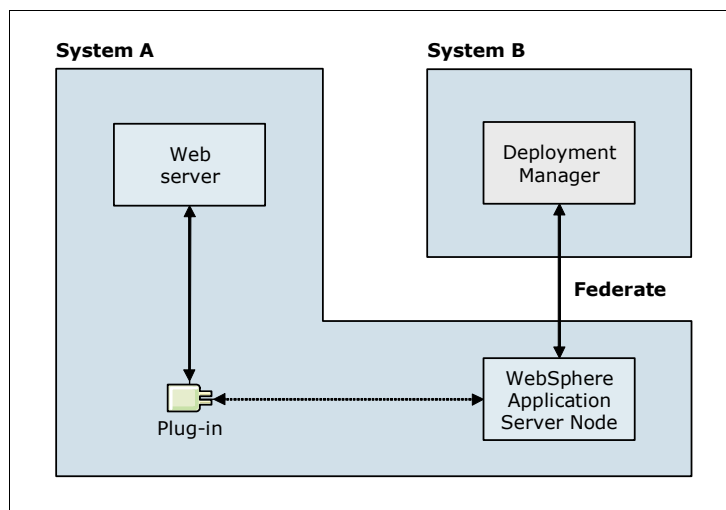 System A
System B
Web
server
Deployment
Manager
Federate
WebSphere
Application
Server Node
Plug-in